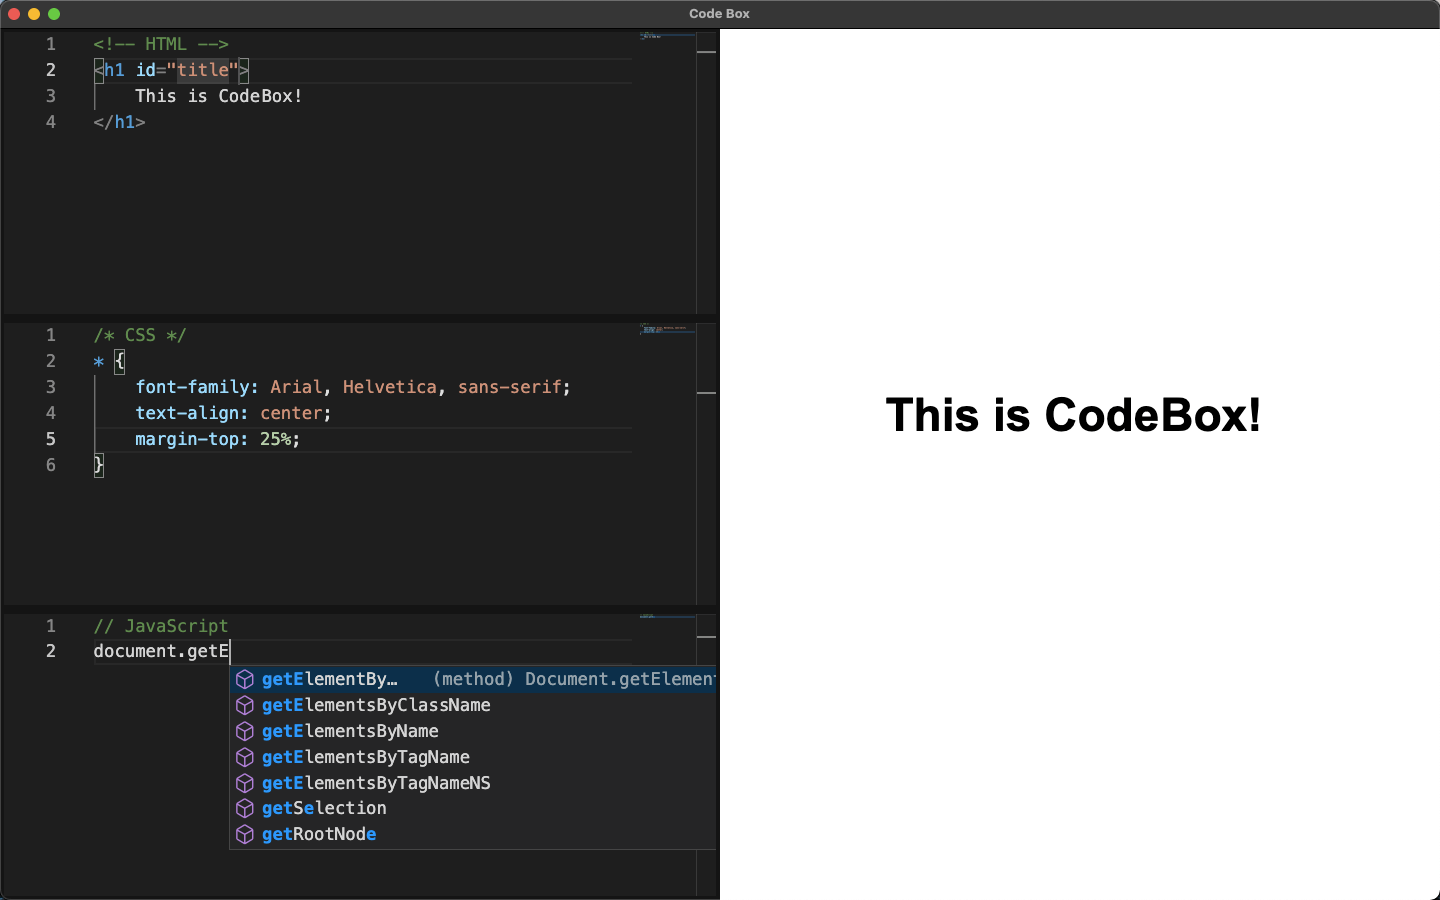 Code Box
1 <!-- HTML -->
2 <h1 id="title">
3 This is CodeBox!
4 </h1>
1 /* CSS */
2 * {
3 font-family: Arial, Helvetica, sans-serif;
4 text-align: center;
5 margin-top: 25%;
6 }
1 // JavaScript
2 document.getE
getElementBy… (method) Document.getElement
getElementsByClassName
getElementsByName
getElementsByTagName
getElementsByTagNameNS
getSelection
getRootNode
This is CodeBox!